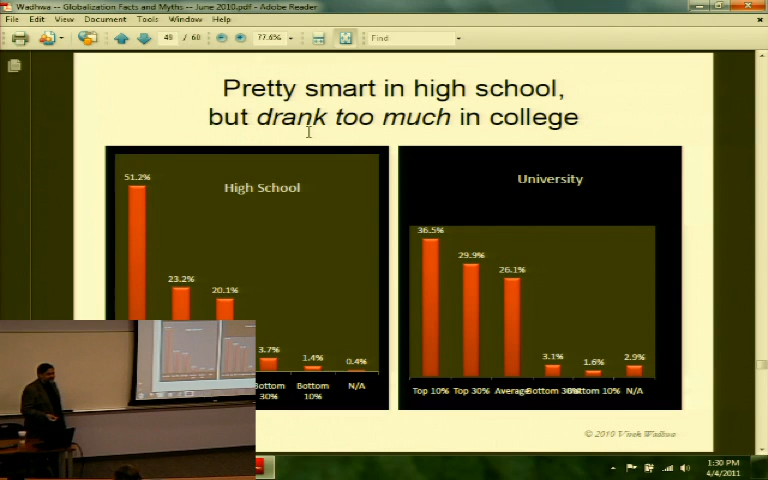 Wadhwa -- Globalization Facts and Myths -- June 2010.pdf - Adobe Reader
File Edit View Document Tools Window Help
49 / 60 77.6% Find
Pretty smart in high school,
but drank too much in college
High School
51.2%
23.2%
20.1%
3.7%
1.4%
0.4%
Bottom 30%
Bottom 10%
N/A
University
36.5%
29.9%
26.1%
3.1%
1.6%
2.9%
Top 10% Top 30% Average Bottom 30% Bottom 10% N/A
© 2010 Vivek Wadhwa
1:30 PM
4/4/2011